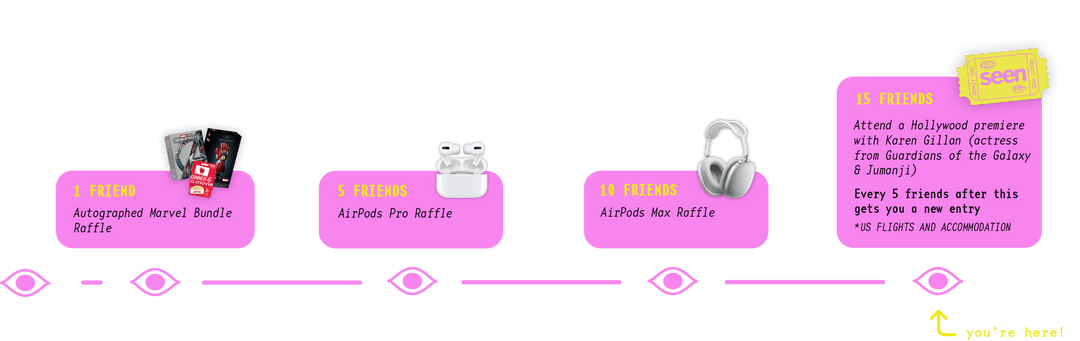 1 FRIEND
Autographed Marvel Bundle
Raffle
5 FRIENDS
AirPods Pro Raffle
10 FRIENDS
AirPods Max Raffle
seen
15 FRIENDS
Attend a Hollywood premiere
with Karen Gillan (actress
from Guardians of the Galaxy
& Jumanji)
Every 5 friends after this
gets you a new entry
*US FLIGHTS AND ACCOMMODATION
you're here!